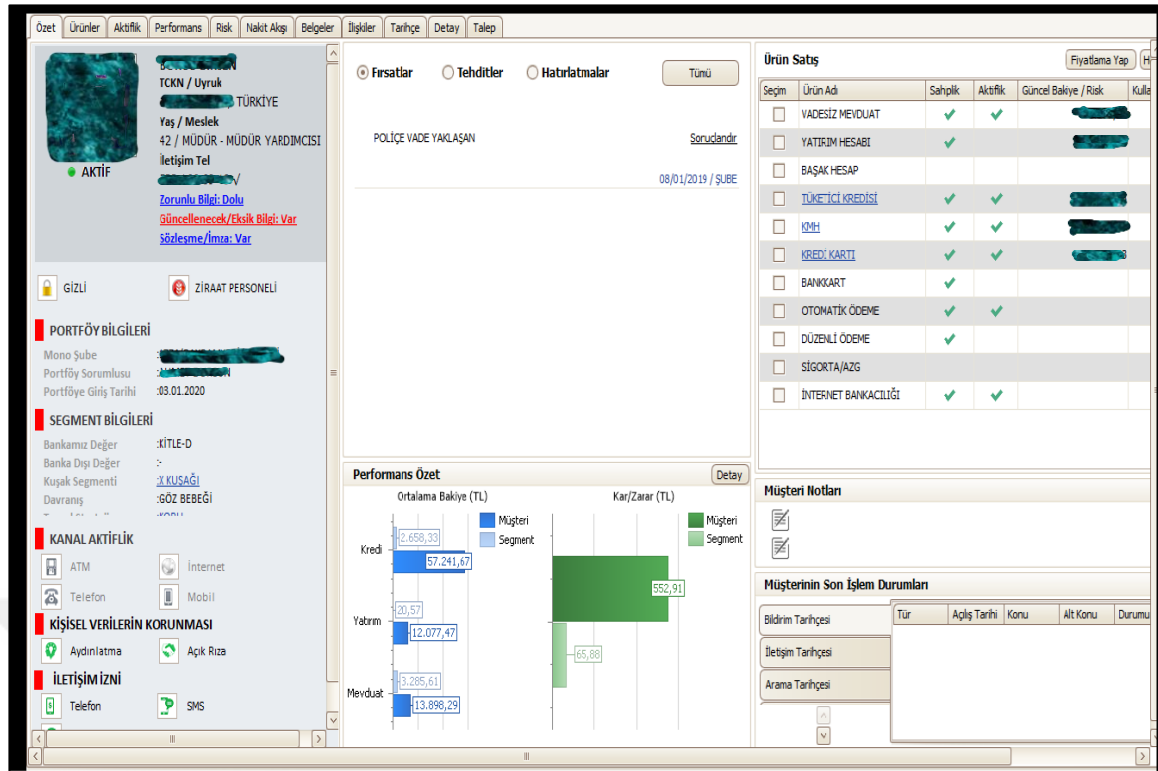 Özet Ürünler Aktiflik Performans Risk Nakit Akışı Belgeler İlişkiler Tarihçe Detay Talep
TCKN / Uyruk
TÜRKİYE
Yaş / Meslek
42 / MÜDÜR - MÜDÜR YARDIMCISI
İletişim Tel
AKTİF
Zorunlu Bilgi: Dolu
Güncellenecek/Eksik Bilgi: Var
Sözleşme/İmza: Var
GİZLİ
ZİRAAT PERSONELİ
PORTFÖY BİLGİLERİ
Mono Şube :
Portföy Sorumlusu :
Portföye Giriş Tarihi :03.01.2020
SEGMENT BİLGİLERİ
Bankamız Değer :KİTLE-D
Banka Dışı Değer :-
Kuşak Segmenti :X KUŞAĞI
Davranış :GÖZ BEBEĞİ
KANAL AKTİFLİK
ATM İnternet
Telefon Mobil
KİŞİSEL VERİLERİN KORUNMASI
Aydınlatma Açık Rıza
İLETİŞİM İZNİ
Telefon SMS
Fırsatlar Tehditler Hatırlatmalar Tümü
POLİÇE VADE YAKLAŞAN Sonuçlandır
08/01/2019 / ŞUBE
Performans Özet Detay
Ortalama Bakiye (TL)
Müşteri
Segment
Kredi
2.658,33
57.241,67
Yatırım
20,57
12.077,47
Mevduat
3.285,61
13.898,29
Kar/Zarar (TL)
Müşteri
Segment
552,91
-65,88
Ürün Satış Fiyatlama Yap H
Seçim Ürün Adı Sahplik Aktiflik Güncel Bakiye / Risk Kulla
VADESİZ MEVDUAT
YATIRIM HESABI
BAŞAK HESAP
TÜKETİCİ KREDİSİ
KMH
KREDİ KARTI
BANKKART
OTOMATİK ÖDEME
DÜZENLİ ÖDEME
SİGORTA/AZG
İNTERNET BANKACILIĞI
Müşteri Notları
Müşterinin Son İşlem Durumları
Bildirim Tarihçesi
İletişim Tarihçesi
Arama Tarihçesi
Tür Açılış Tarihi Konu Alt Konu Durumu